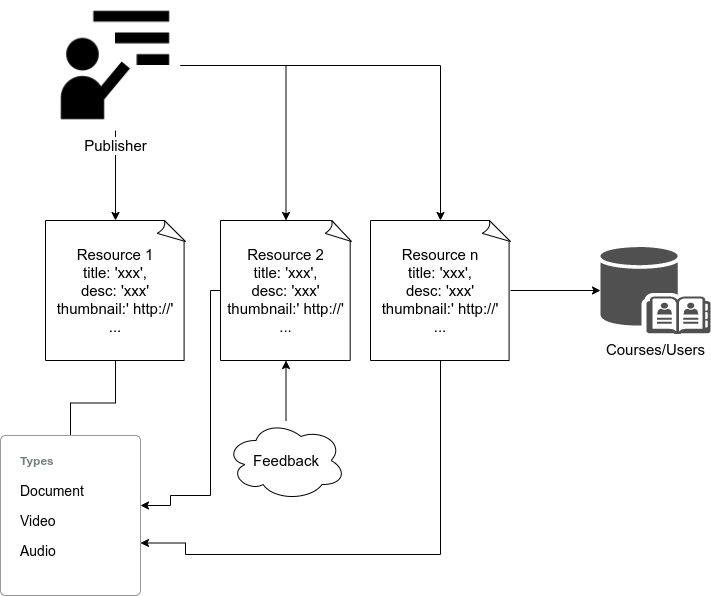 Publisher
Resource 1
title: 'xxx',
desc: 'xxx'
thumbnail:' http://'
...
Resource 2
title: 'xxx',
desc: 'xxx'
thumbnail:' http://'
...
Resource n
title: 'xxx',
desc: 'xxx'
thumbnail:' http://'
...
Courses/Users
Feedback
Types
Document
Video
Audio